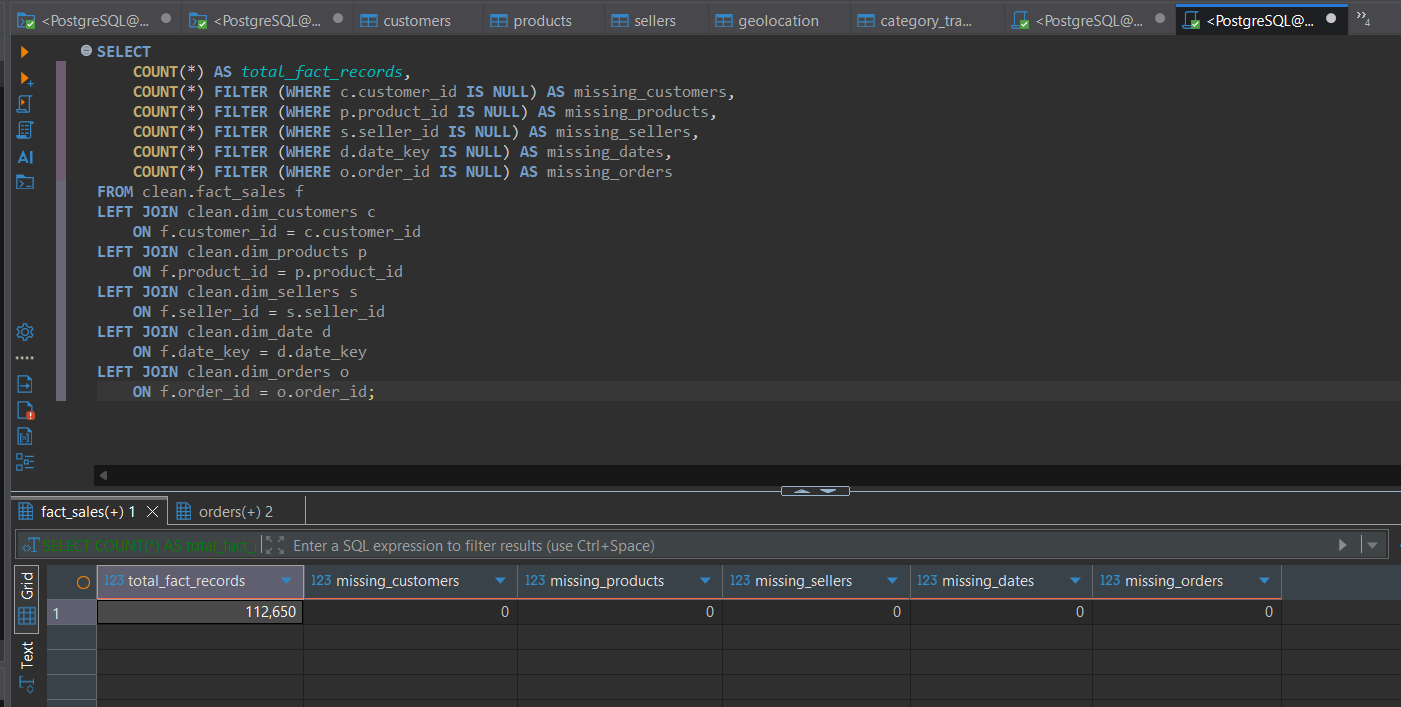 <PostgreSQL@... <PostgreSQL@... customers products sellers geolocation category_tra... <PostgreSQL@... <PostgreSQL@... »4
SELECT
COUNT(*) AS total_fact_records,
COUNT(*) FILTER (WHERE c.customer_id IS NULL) AS missing_customers,
COUNT(*) FILTER (WHERE p.product_id IS NULL) AS missing_products,
COUNT(*) FILTER (WHERE s.seller_id IS NULL) AS missing_sellers,
COUNT(*) FILTER (WHERE d.date_key IS NULL) AS missing_dates,
COUNT(*) FILTER (WHERE o.order_id IS NULL) AS missing_orders
FROM clean.fact_sales f
LEFT JOIN clean.dim_customers c
ON f.customer_id = c.customer_id
LEFT JOIN clean.dim_products p
ON f.product_id = p.product_id
LEFT JOIN clean.dim_sellers s
ON f.seller_id = s.seller_id
LEFT JOIN clean.dim_date d
ON f.date_key = d.date_key
LEFT JOIN clean.dim_orders o
ON f.order_id = o.order_id;
AI
fact_sales(+) 1 orders(+) 2
SELECT COUNT(*) AS total_fact_ Enter a SQL expression to filter results (use Ctrl+Space)
Grid
Text
123 total_fact_records 123 missing_customers 123 missing_products 123 missing_sellers 123 missing_dates 123 missing_orders
1 112,650 0 0 0 0 0